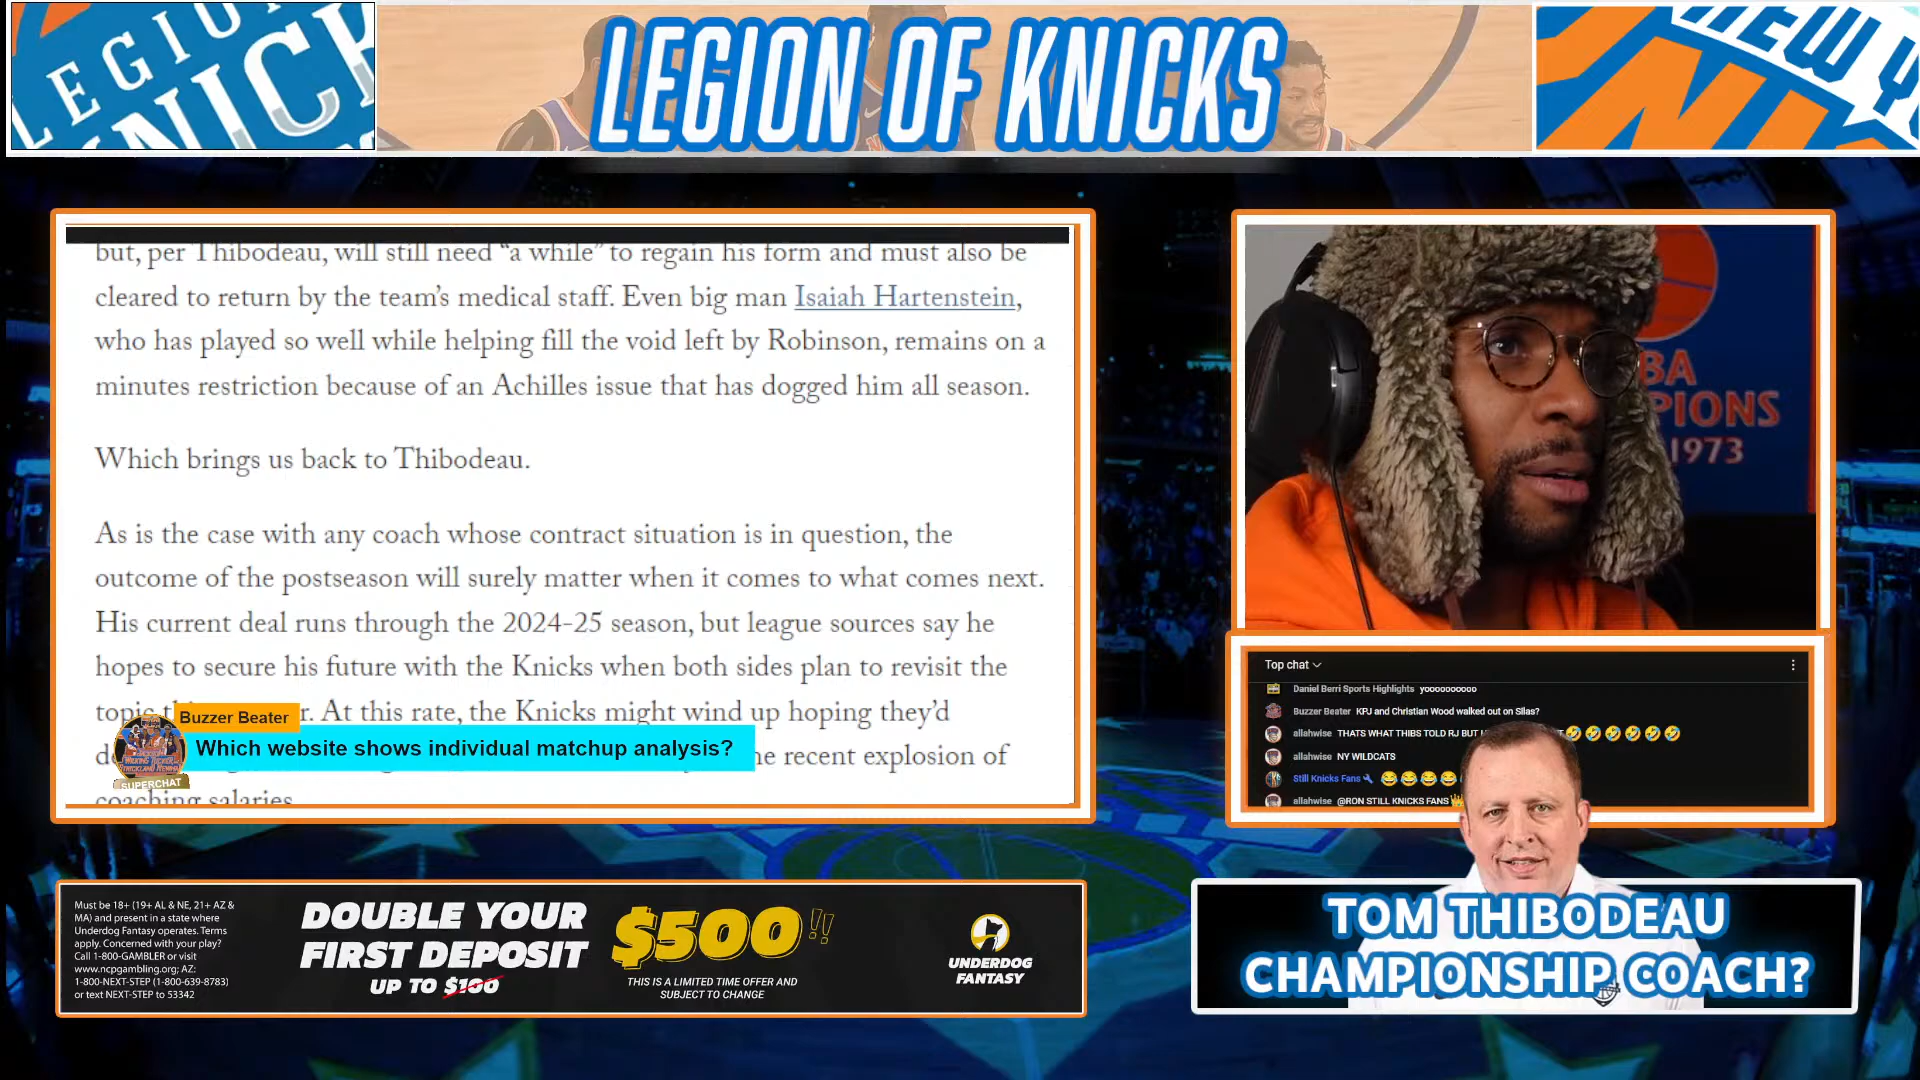 LEGION
KNICK
LEGION OF KNICKS
NEW Y
but, per Thibodeau, will still need “a while” to regain his form and must also be
cleared to return by the team’s medical staff. Even big man Isaiah Hartenstein,
who has played so well while helping fill the void left by Robinson, remains on a
minutes restriction because of an Achilles issue that has dogged him all season.
Which brings us back to Thibodeau.
As is the case with any coach whose contract situation is in question, the
outcome of the postseason will surely matter when it comes to what comes next.
His current deal runs through the 2024-25 season, but league sources say he
hopes to secure his future with the Knicks when both sides plan to revisit the
topic r. At this rate, the Knicks might wind up hoping they’d
he recent explosion of
coaching salaries
Buzzer Beater
Which website shows individual matchup analysis?
SUPERCHAT
BA
PIONS
1973
Top chat
Daniel Berri Sports Highlights yoooooooooo
Buzzer Beater KPJ and Christian Wood walked out on Silas?
allahwise THATS WHAT THIBS TOLD RJ BUT
allahwise NY WILDCATS
Still Knicks Fans
allahwise @RON STILL KNICKS FANS
Must be 18+ (19+ AL & NE, 21+ AZ &
MA) and present in a state where
Underdog Fantasy operates. Terms
apply. Concerned with your play?
Call 1-800-GAMBLER or visit
www.ncpgambling.org; AZ:
1-800-NEXT-STEP (1-800-639-8783)
or text NEXT-STEP to 53342
DOUBLE YOUR
FIRST DEPOSIT
UP TO $100
$500!!
THIS IS A LIMITED TIME OFFER AND
SUBJECT TO CHANGE
UNDERDOG
FANTASY
TOM THIBODEAU
CHAMPIONSHIP COACH?